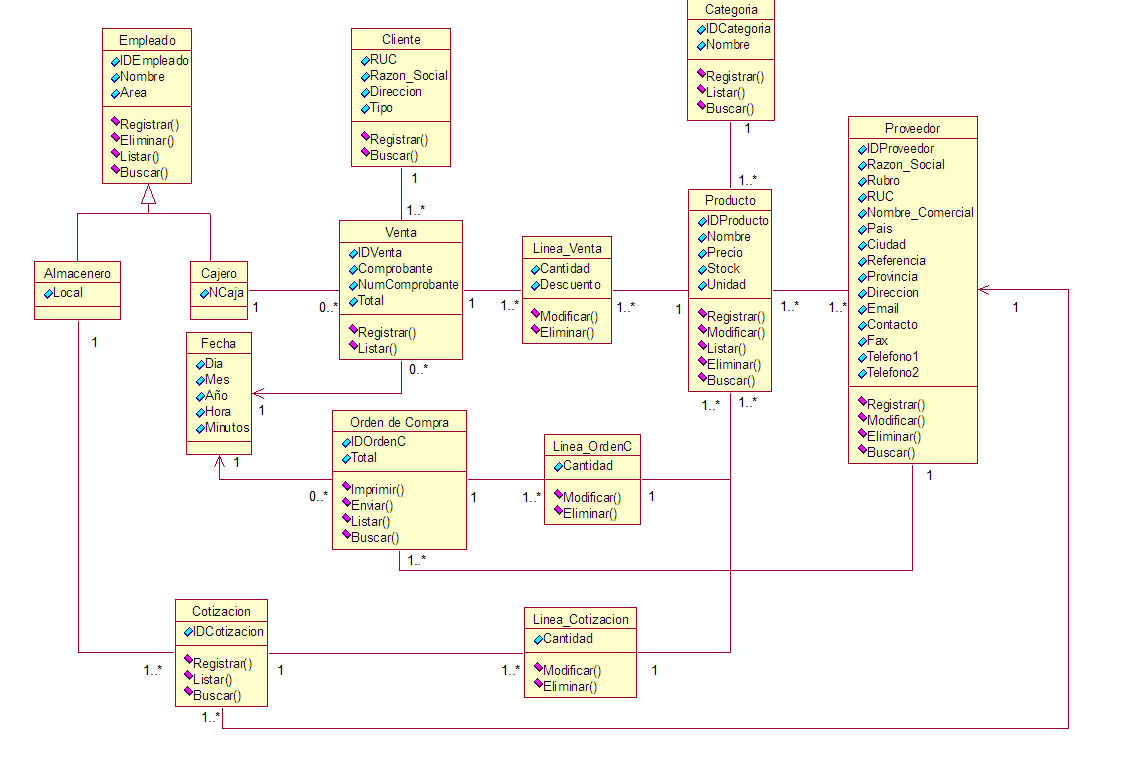 Categoria
IDCategoria
Nombre
Registrar()
Listar()
Buscar()
1
1..*
Empleado
IDEmpleado
Nombre
Area
Registrar()
Eliminar()
Listar()
Buscar()
Cliente
RUC
Razon_Social
Direccion
Tipo
Registrar()
Buscar()
1
1..*
Proveedor
IDProveedor
Razon_Social
Rubro
RUC
Nombre_Comercial
Pais
Ciudad
Referencia
Provincia
Direccion
Email
Contacto
Fax
Telefono1
Telefono2
Registrar()
Modificar()
Eliminar()
Buscar()
1
1
Producto
IDProducto
Nombre
Precio
Stock
Unidad
Registrar()
Modificar()
Listar()
Eliminar()
Buscar()
1..*
1..*
1..*
1..*
Venta
IDVenta
Comprobante
NumComprobante
Total
Registrar()
Listar()
0..*
Linea_Venta
Cantidad
Descuento
Modificar()
Eliminar()
1
1..*
1..*
1
Almacenero
Local
1
Cajero
NCaja
1
0..*
Fecha
Dia
Mes
Año
Hora
Minutos
1
1
Orden de Compra
IDOrdenC
Total
Imprimir()
Enviar()
Listar()
Buscar()
0..*
1
1..*
1..*
Linea_OrdenC
Cantidad
Modificar()
Eliminar()
1
Cotizacion
IDCotizacion
Registrar()
Listar()
Buscar()
1..*
1
1..*
1..*
Linea_Cotizacion
Cantidad
Modificar()
Eliminar()
1